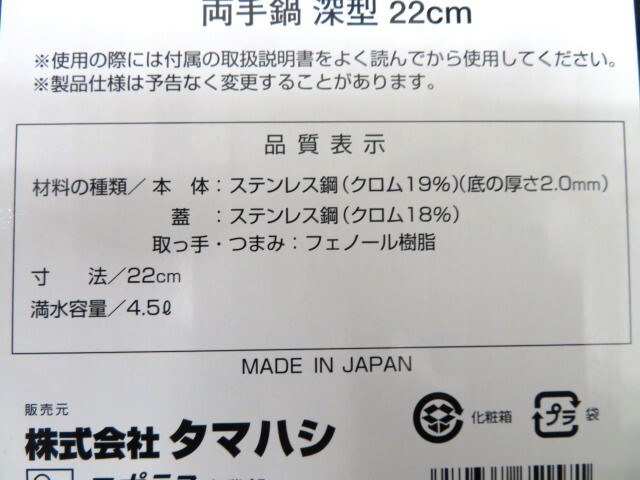 両手鍋 深型 22cm
※使用の際には付属の取扱説明書をよく読んでから使用してください。
※製品仕様は予告なく変更することがあります。
品質表示
材料の種類／本　体：ステンレス鋼(クロム19%)(底の厚さ2.0mm)
蓋　：ステンレス鋼(クロム18%)
取っ手・つまみ：フェノール樹脂
寸　法／22cm
満水容量／4.5ℓ
MADE IN JAPAN
販売元
株式会社 タマハシ
化粧箱
プラ 袋